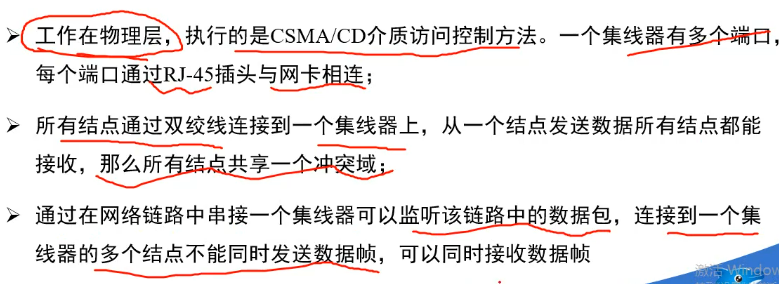 ➢ 工作在物理层，执行的是CSMA/CD介质访问控制方法。一个集线器有多个端口，
每个端口通过RJ-45插头与网卡相连；
➢ 所有结点通过双绞线连接到一个集线器上，从一个结点发送数据所有结点都能
接收，那么所有结点共享一个冲突域；
➢ 通过在网络链路中串接一个集线器可以监听该链路中的数据包，连接到一个集
线器的多个结点不能同时发送数据帧，可以同时接收数据帧
激活 Window